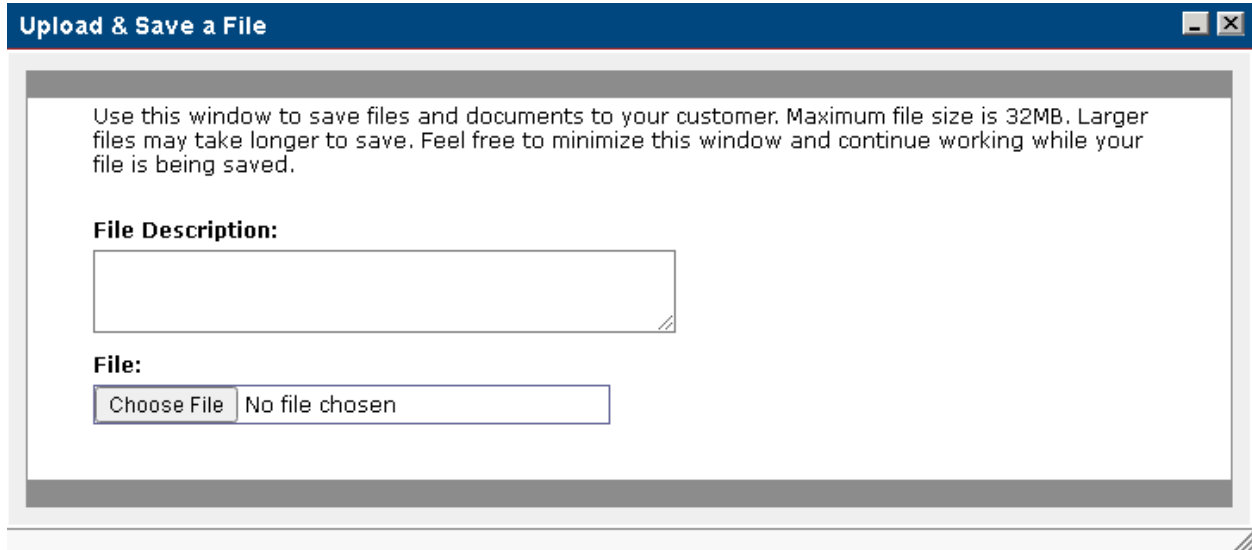 Upload & Save a File
Use this window to save files and documents to your customer. Maximum file size is 32MB. Larger
files may take longer to save. Feel free to minimize this window and continue working while your
file is being saved.
File Description:
File:
Choose File No file chosen